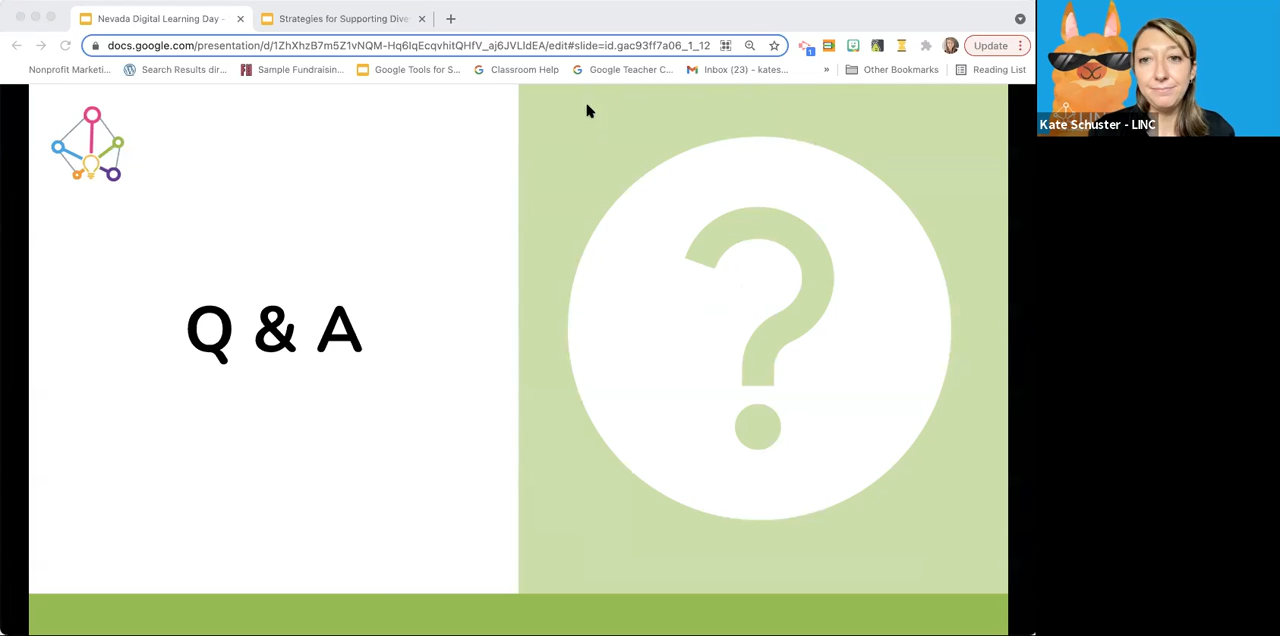 Nevada Digital Learning Day -
Strategies for Supporting Dive
docs.google.com/presentation/d/1ZhXhzB7m5Z1vNQM-Hq6IqEcqvhitQHfV_aj6JVLIdEA/edit#slide=id.gac93ff7a06_1_12
1
Update
Nonprofit Marketi...
Search Results dir...
Sample Fundraisin...
Google Tools for S...
Classroom Help
Google Teacher C...
Inbox (23) - kates...
»
Other Bookmarks
Reading List
Kate Schuster - LINC
Q & A
?